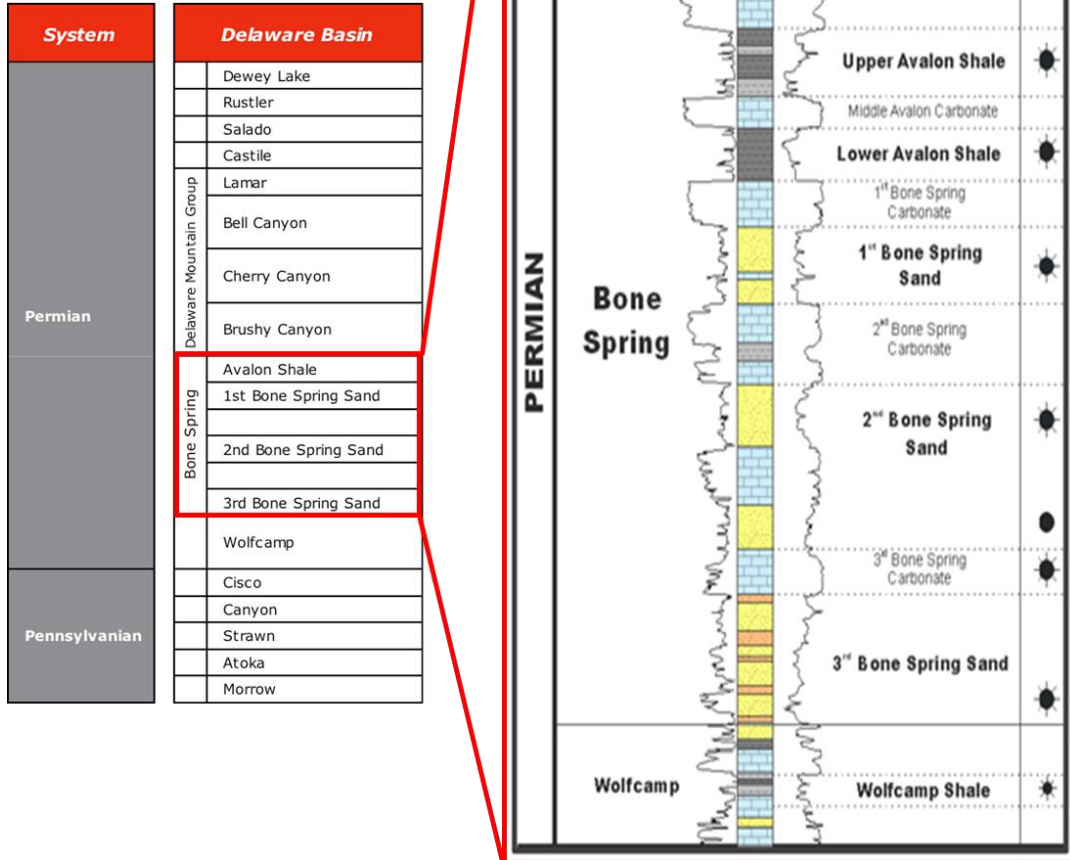 System
Delaware Basin
Permian
Pennsylvanian
Delaware Mountain Group
Bone Spring
Dewey Lake
Rustler
Salado
Castile
Lamar
Bell Canyon
Cherry Canyon
Brushy Canyon
Avalon Shale
1st Bone Spring Sand
2nd Bone Spring Sand
3rd Bone Spring Sand
Wolfcamp
Cisco
Canyon
Strawn
Atoka
Morrow
PERMIAN
Bone
Spring
Wolfcamp
Upper Avalon Shale
Middle Avalon Carbonate
Lower Avalon Shale
1st Bone Spring
Carbonate
1st Bone Spring
Sand
2nd Bone Spring
Carbonate
2nd Bone Spring
Sand
3rd Bone Spring
Carbonate
3rd Bone Spring Sand
Wolfcamp Shale